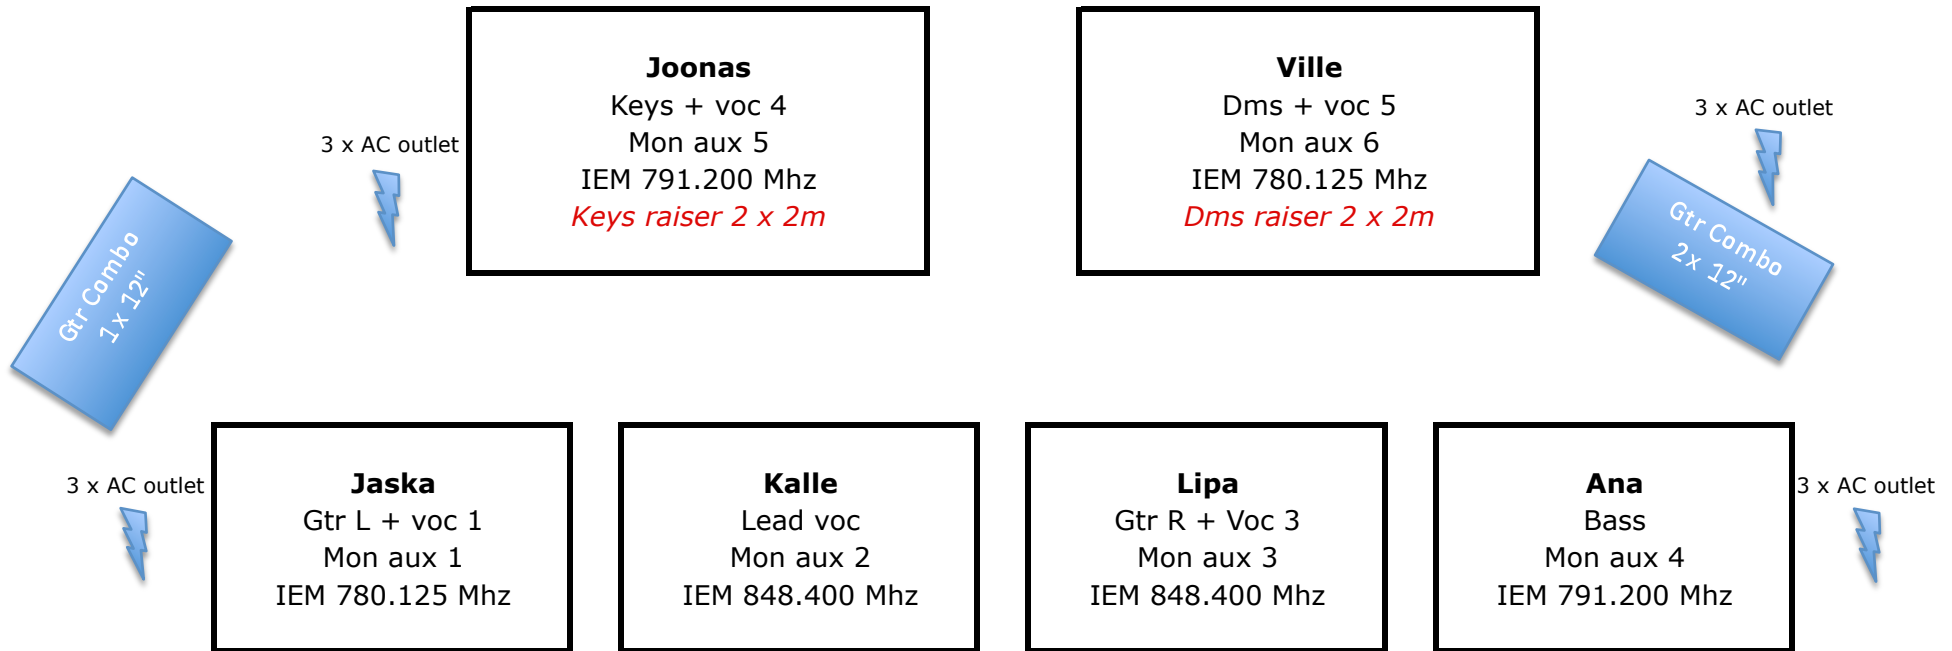 Joonas
Keys + voc 4
Mon aux 5
IEM 791.200 Mhz
Keys raiser 2 x 2m
Ville
Dms + voc 5
Mon aux 6
IEM 780.125 Mhz
Dms raiser 2 x 2m
3 x AC outlet
3 x AC outlet
Gtr Combo
1 x 12"
Gtr Combo
2 x 12"
3 x AC outlet
Jaska
Gtr L + voc 1
Mon aux 1
IEM 780.125 Mhz
Kalle
Lead voc
Mon aux 2
IEM 848.400 Mhz
Lipa
Gtr R + Voc 3
Mon aux 3
IEM 848.400 Mhz
Ana
Bass
Mon aux 4
IEM 791.200 Mhz
3 x AC outlet